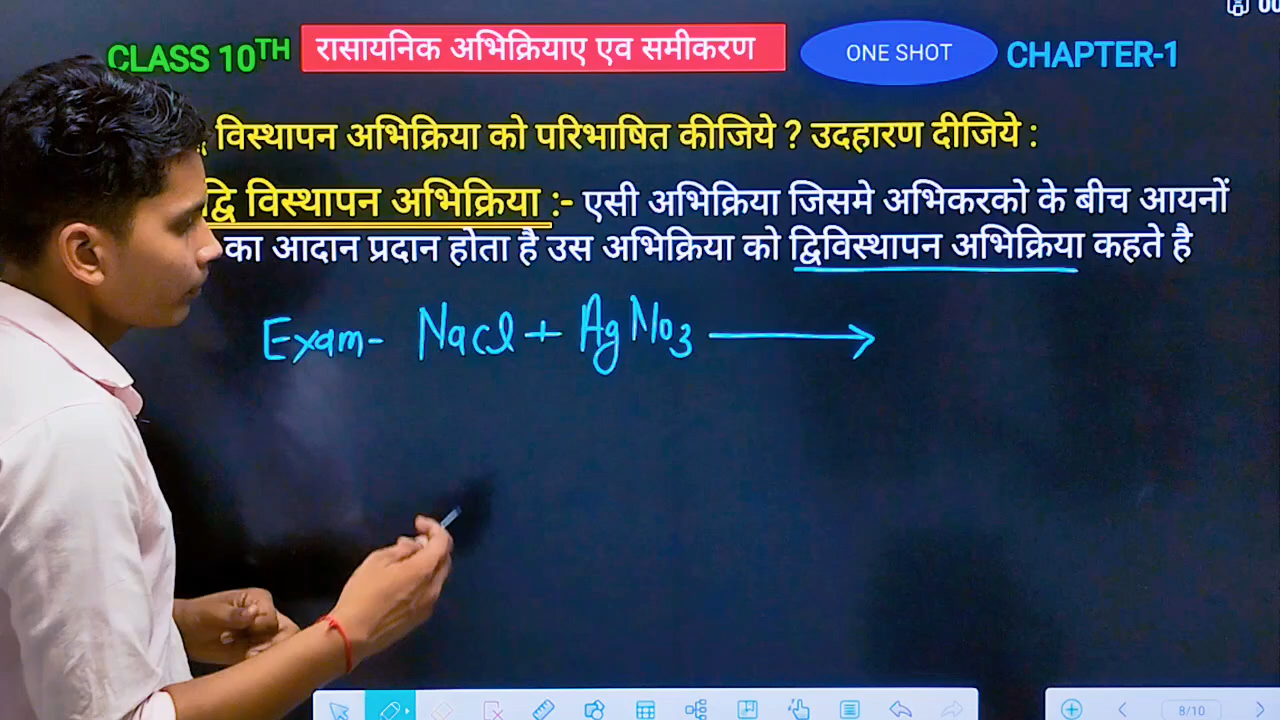 CLASS 10TH रासायनिक अभिक्रियाए एव समीकरण ONE SHOT CHAPTER-1
विस्थापन अभिक्रिया को परिभाषित कीजिये ? उदहारण दीजिये :
द्वि विस्थापन अभिक्रिया :- एसी अभिक्रिया जिसमे अभिकरको के बीच आयनों
का आदान प्रदान होता है उस अभिक्रिया को द्विविस्थापन अभिक्रिया कहते है
Exam- NaCl + AgNo3 ⟶
8/10